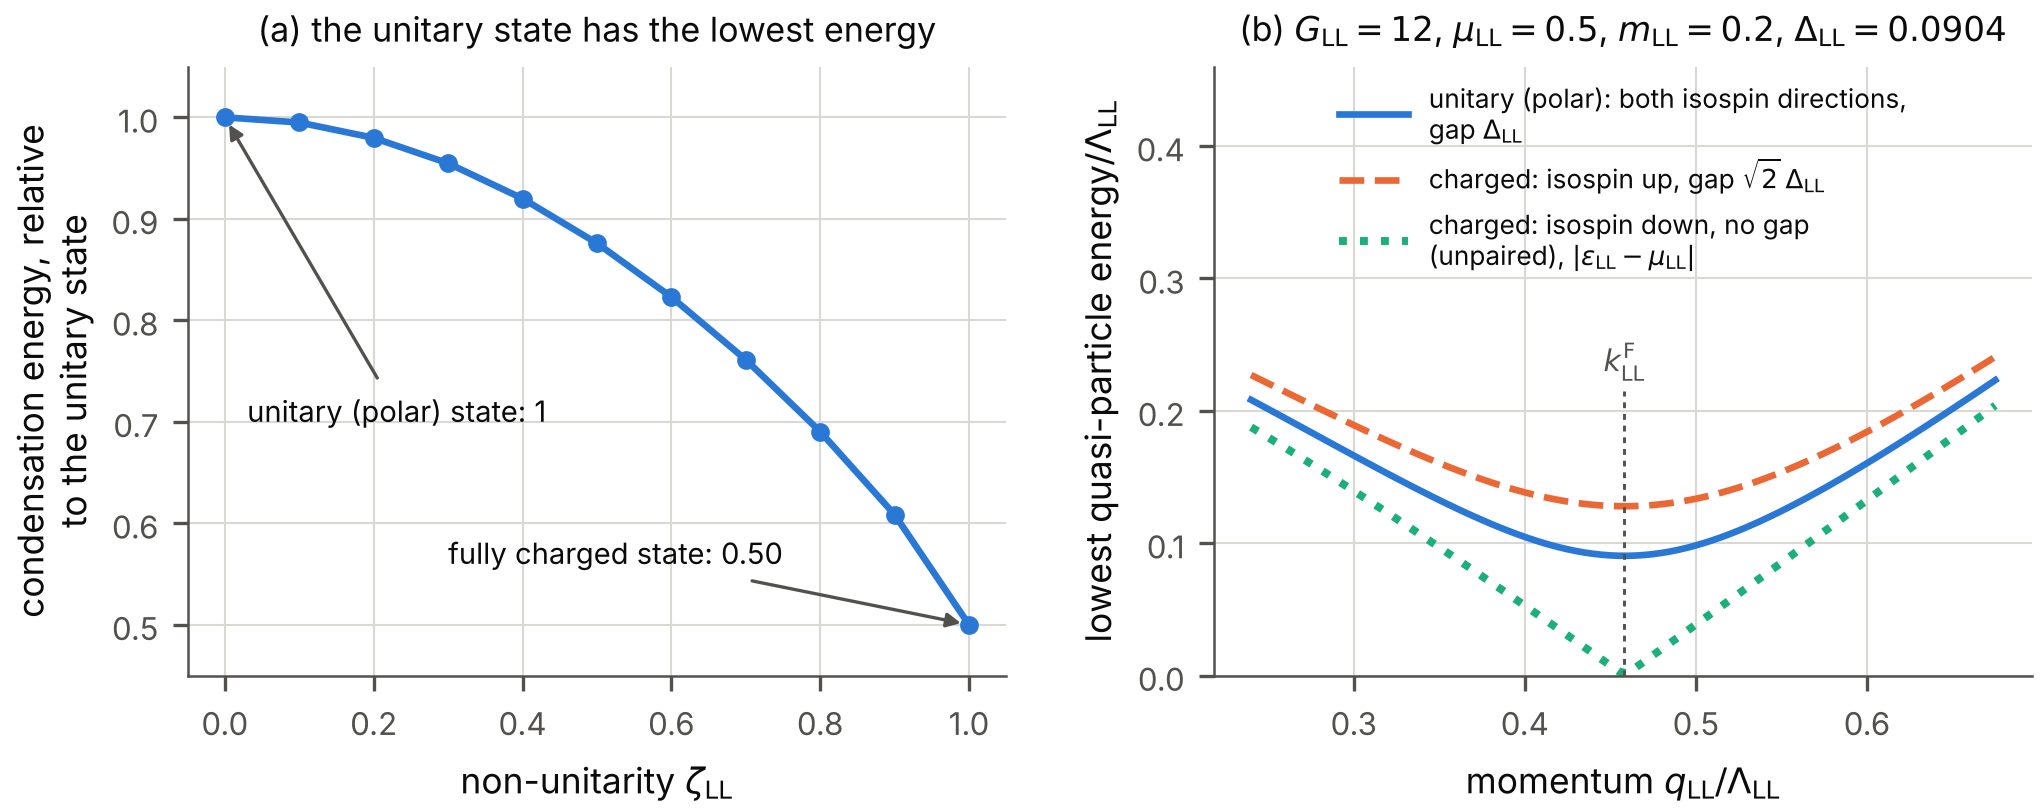 (a) the unitary state has the lowest energy
condensation energy, relative
to the unitary state
1.0
0.9
0.8
0.7
0.6
0.5
unitary (polar) state: 1
fully charged state: 0.50
0.0 0.2 0.4 0.6 0.8 1.0
non-unitarity ζ_LL
(b) G_LL = 12, μ_LL = 0.5, m_LL = 0.2, Δ_LL = 0.0904
lowest quasi-particle energy/Λ_LL
0.4
0.3
0.2
0.1
0.0
unitary (polar): both isospin directions,
gap Δ_LL
charged: isospin up, gap √2 Δ_LL
charged: isospin down, no gap
(unpaired), |ε_LL − μ_LL|
k^F_LL
0.3 0.4 0.5 0.6
momentum q_LL/Λ_LL